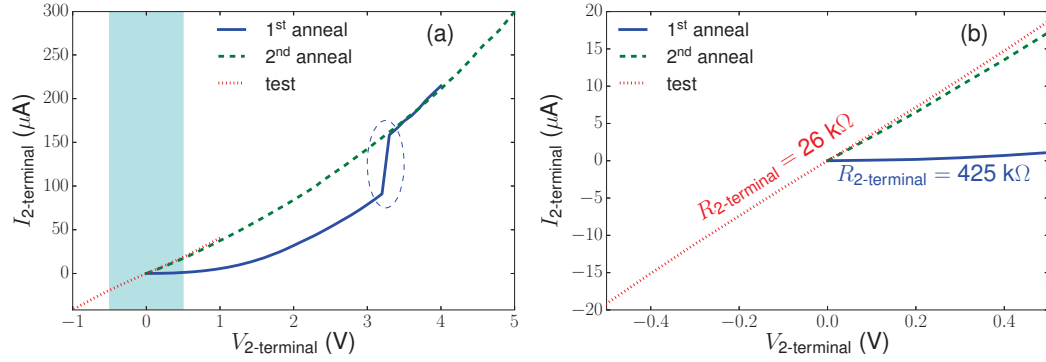 300
250
200
150
100
50
0
−1 0 1 2 3 4 5
I2-terminal (μA)
V2-terminal (V)
1st anneal
2nd anneal
test
(a)
20
15
10
5
0
−5
−10
−15
−20
−0.4 −0.2 0.0 0.2 0.4
I2-terminal (μA)
V2-terminal (V)
1st anneal
2nd anneal
test
(b)
R2-terminal = 26 kΩ
R2-terminal = 425 kΩ